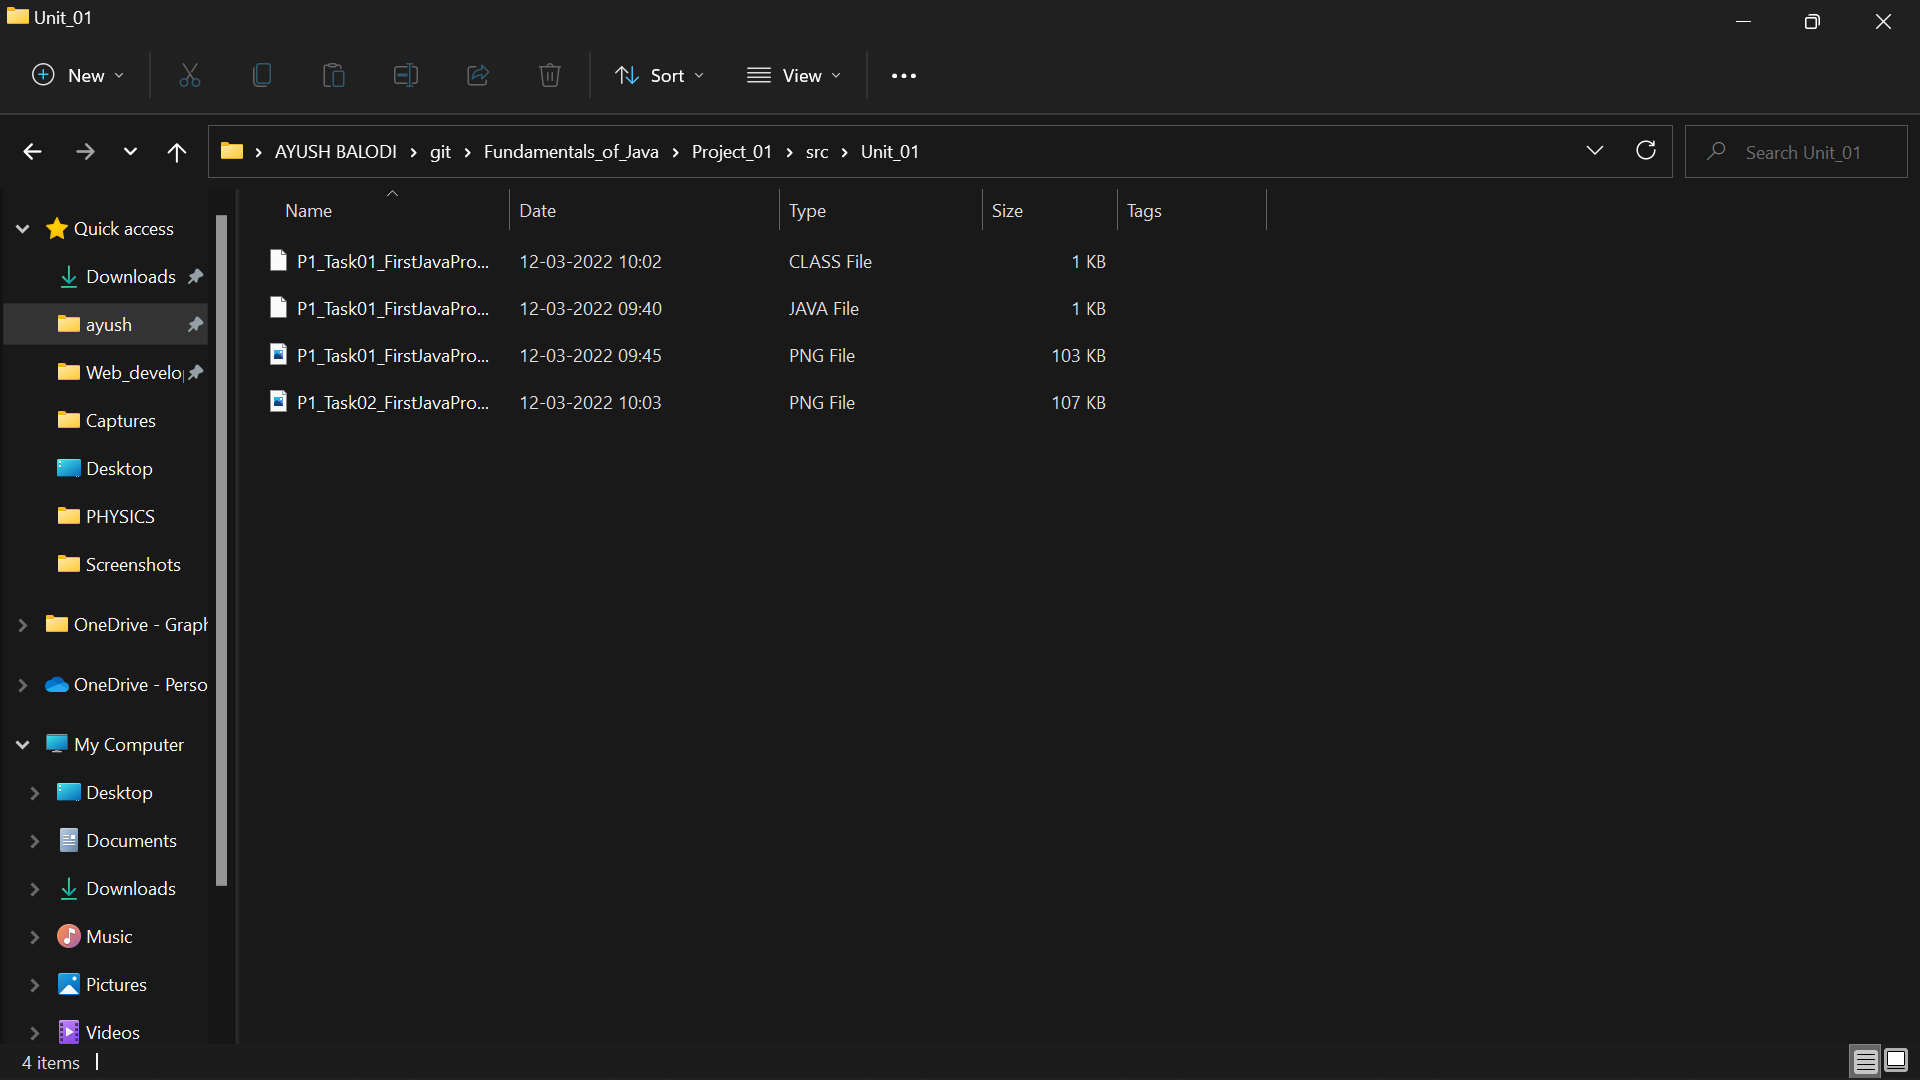 Unit_01
New
Sort
View
AYUSH BALODI > git > Fundamentals_of_Java > Project_01 > src > Unit_01
Search Unit_01
Name Date Type Size Tags
P1_Task01_FirstJavaPro... 12-03-2022 10:02 CLASS File 1 KB
P1_Task01_FirstJavaPro... 12-03-2022 09:40 JAVA File 1 KB
P1_Task01_FirstJavaPro... 12-03-2022 09:45 PNG File 103 KB
P1_Task02_FirstJavaPro... 12-03-2022 10:03 PNG File 107 KB
Quick access
Downloads
ayush
Web_develo
Captures
Desktop
PHYSICS
Screenshots
OneDrive - Graph
OneDrive - Perso
My Computer
Desktop
Documents
Downloads
Music
Pictures
Videos
4 items